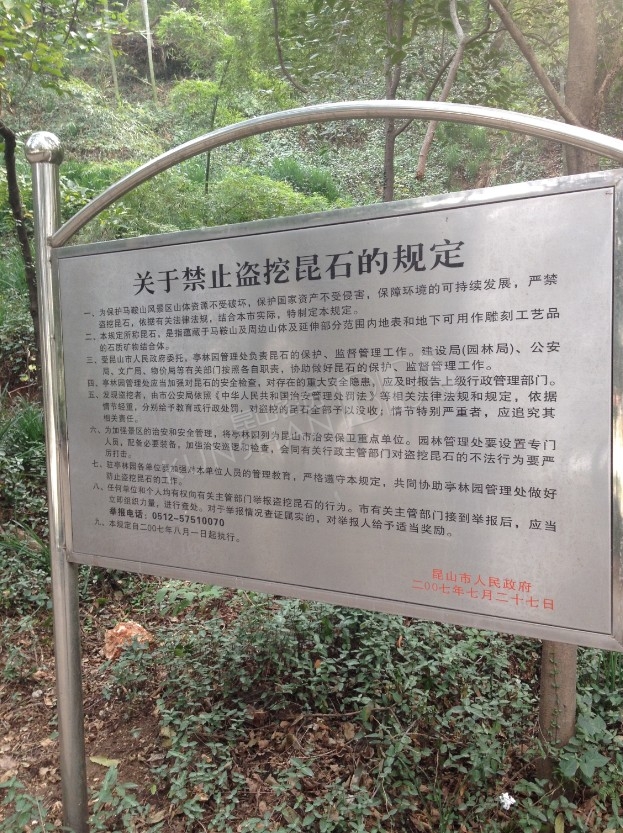 关于禁止盗挖昆石的规定
一、为保护马鞍山风景区山体资源不受破坏，保护国家资产不受侵害，保障环境的可持续发展，严禁
盗挖昆石，依据有关法律法规，结合本市实际，特制定本规定。
二、本规定所称昆石，是指蕴藏于马鞍山及周边山体及延伸部分范围内地表和地下可用作雕刻工艺品
的石质矿物结合体。
三、受昆山市人民政府委托，亭林园管理处负责昆石的保护、监督管理工作。建设局(园林局)、公安
局、文广局、物价局等有关部门按照各自职责，协助做好昆石的保护、监督管理工作。
四、亭林园管理处应当加强对昆石的安全检查，对存在的重大安全隐患，应及时报告上级行政管理部门。
五、发现盗挖者，由市公安局依照《中华人民共和国治安管理处罚法》等相关法律法规和规定，依据
情节轻重，分别给予教育或行政处罚，对盗挖的昆石全部予以没收；情节特别严重者，应追究其
相关责任。
六、为加强景区的治安和安全管理，将亭林园列为昆山市治安保卫重点单位。园林管理处要设置专门
人员，配备必要装备，加强治安巡逻和检查，会同有关行政主管部门对盗挖昆石的不法行为要严
厉打击。
七、驻亭林园各单位要加强对本单位人员的管理教育，严格遵守本规定，共同协助亭林园管理处做好
防止盗挖昆石的工作。
八、任何单位和个人均有权向有关主管部门举报盗挖昆石的行为。市有关主管部门接到举报后，应当
立即组织力量，进行查处。对于举报情况查证属实的，对举报人给予适当奖励。
举报电话：0512-57510070
九、本规定自二00七年八月一日起执行。
昆山市人民政府
二00七年七月二十七日